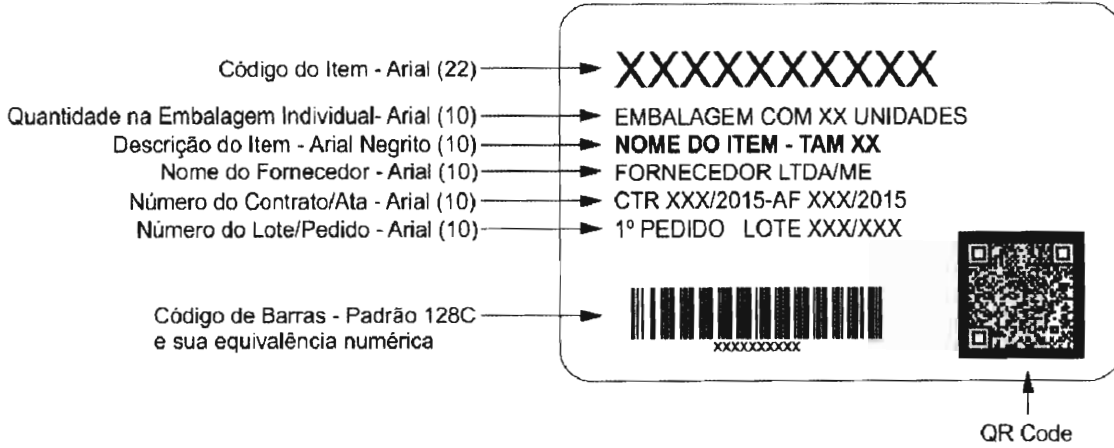 Código do Item - Arial (22)
XXXXXXXXXX
Quantidade na Embalagem Individual- Arial (10)
EMBALAGEM COM XX UNIDADES
Descrição do Item - Arial Negrito (10)
NOME DO ITEM - TAM XX
Nome do Fornecedor - Arial (10)
FORNECEDOR LTDA/ME
Número do Contrato/Ata - Arial (10)
CTR XXX/2015-AF XXX/2015
Número do Lote/Pedido - Arial (10)
1º PEDIDO LOTE XXX/XXX
Código de Barras - Padrão 128C
e sua equivalência numérica
XXXXXXXXXX
QR Code